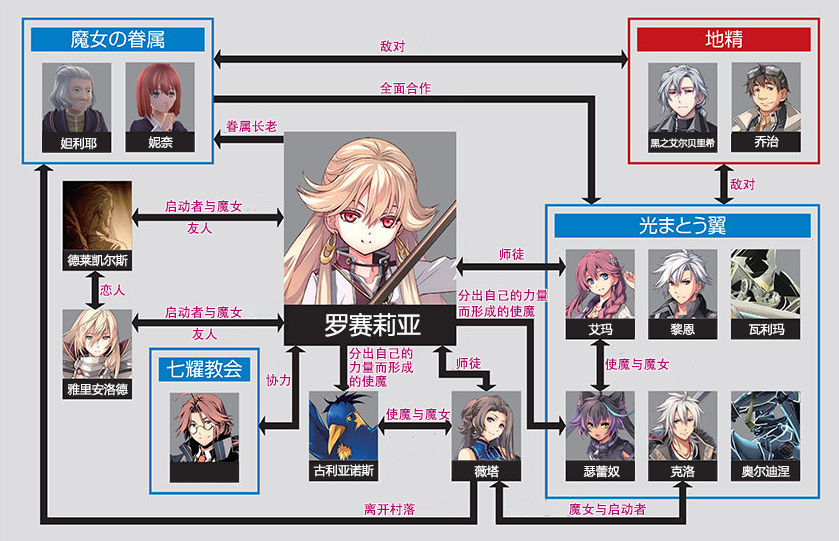 魔女の眷属
妲利耶
妮奈
敌对
全面合作
眷属长老
地精
黑之艾尔贝里希
乔治
敌对
德莱凯尔斯
启动者与魔女
友人
恋人
雅里安洛德
启动者与魔女
友人
罗赛莉亚
师徒
分出自己的力量
而形成的使魔
光まとう翼
艾玛
黎恩
瓦利玛
使魔与魔女
瑟蕾奴
克洛
奥尔迪涅
七耀教会
协力
分出自己的
力量而形成
的使魔
师徒
古利亚诺斯
使魔与魔女
薇塔
离开村落
魔女与启动者